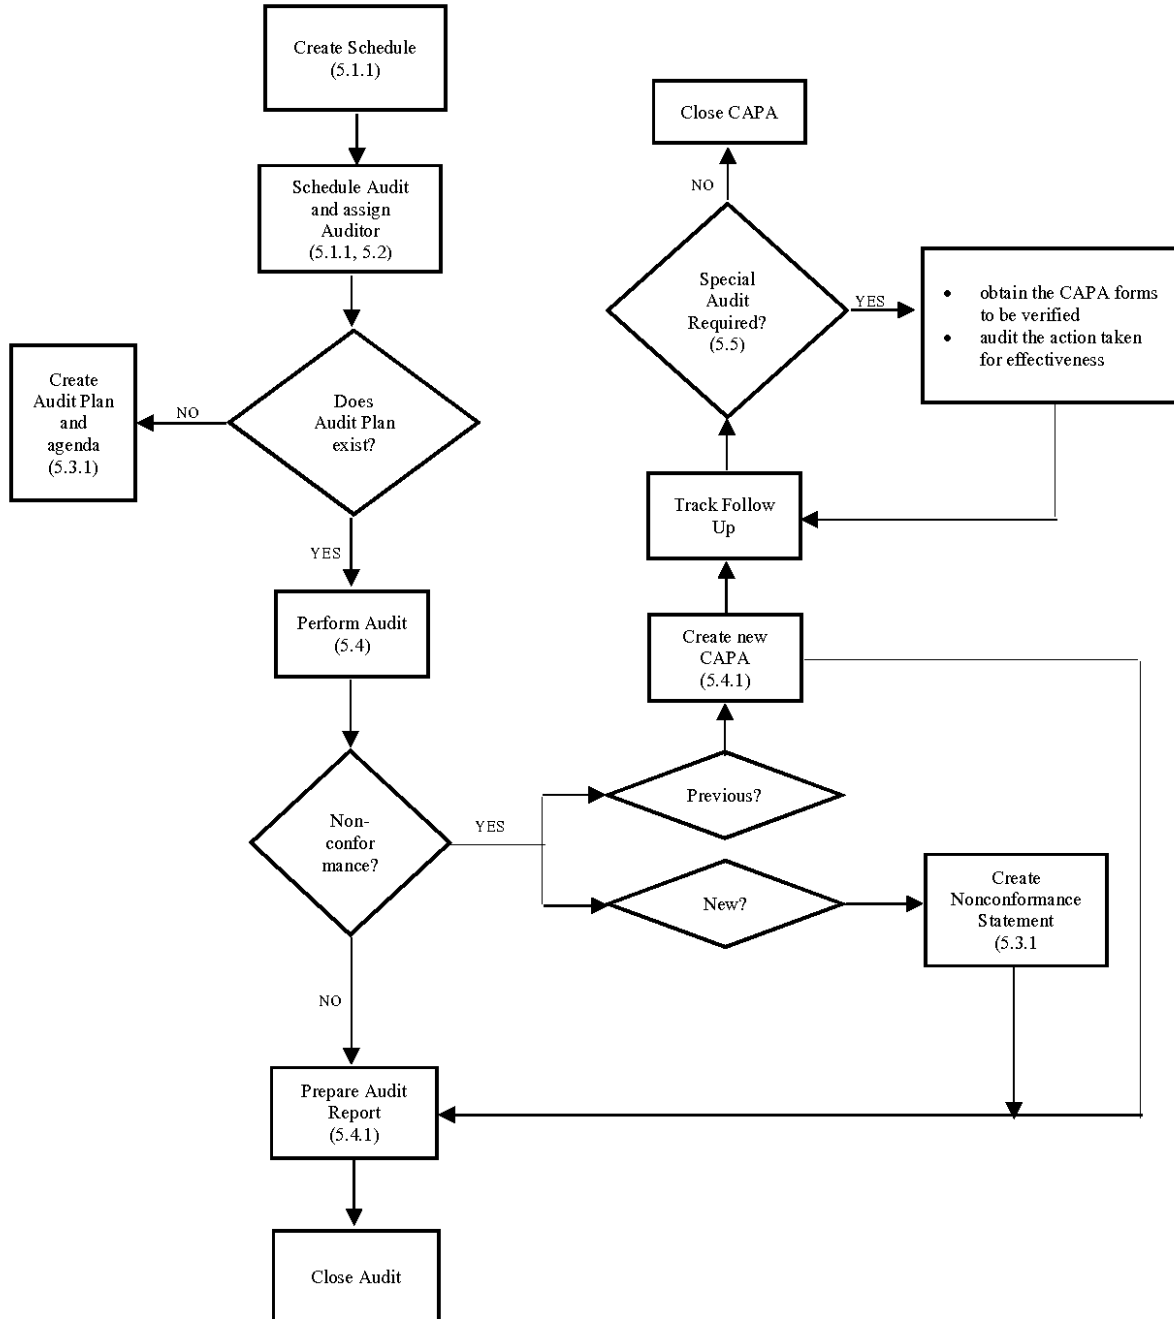 Create Schedule
(5.1.1)
Schedule Audit
and assign
Auditor
(5.1.1, 5.2)
Does
Audit Plan
exist?
NO
Create
Audit Plan
and
agenda
(5.3.1)
YES
Perform Audit
(5.4)
Non-
confor
mance?
YES
NO
Prepare Audit
Report
(5.4.1)
Close Audit
Close CAPA
NO
Special
Audit
Required?
(5.5)
YES
• obtain the CAPA forms
to be verified
• audit the action taken
for effectiveness
Track Follow
Up
Create new
CAPA
(5.4.1)
Previous?
New?
Create
Nonconformance
Statement
(5.3.1